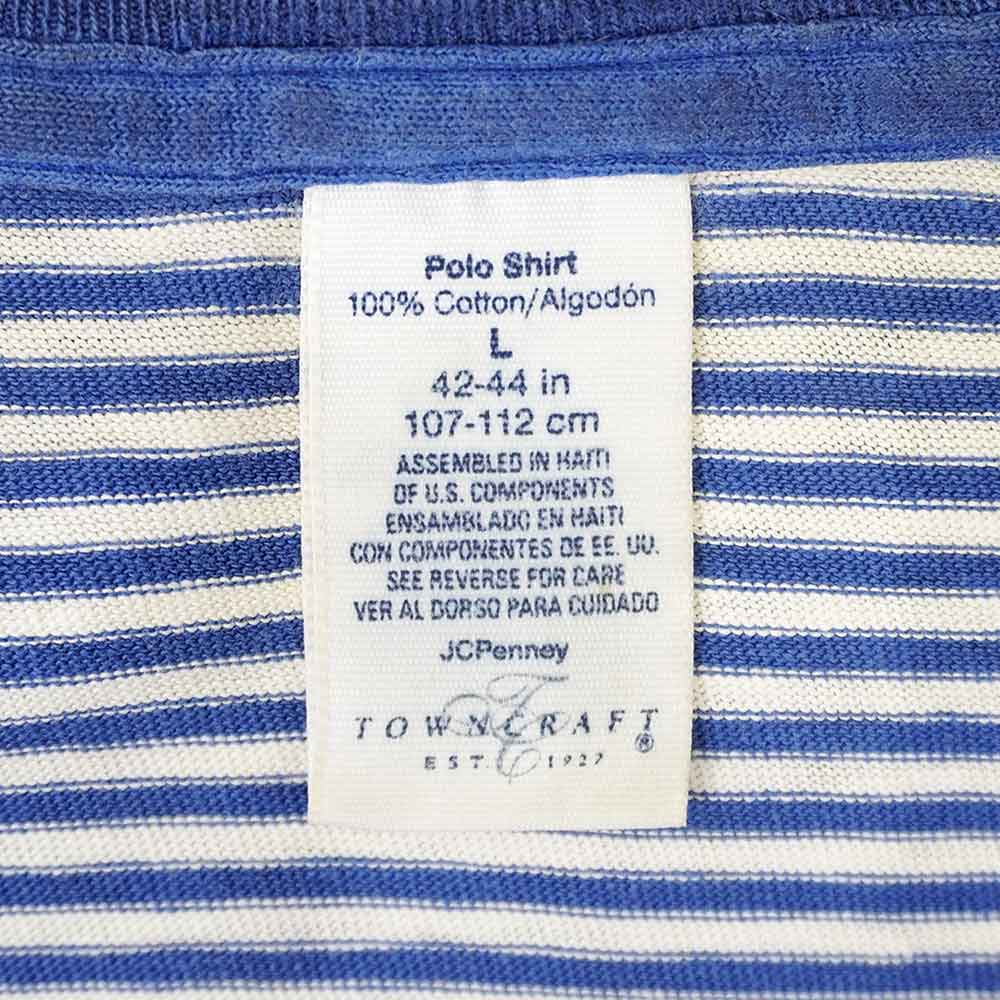 Polo Shirt
100% Cotton/Algodón
L
42-44 in
107-112 cm
ASSEMBLED IN HAITI
OF U.S. COMPONENTS
ENSAMBLADO EN HAITI
CON COMPONENTES DE EE. UU.
SEE REVERSE FOR CARE
VER AL DORSO PARA CUIDADO
JCPenney
TC
TOWNCRAFT®
EST. 1927